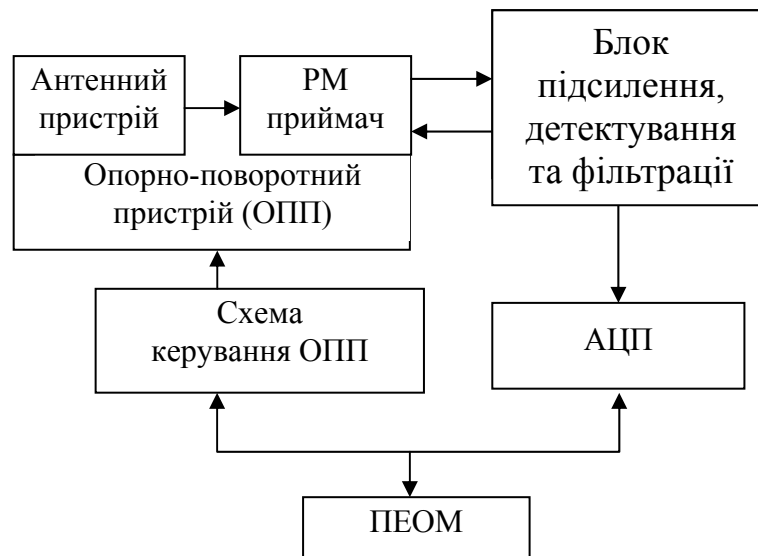 Антенний
пристрій
РМ
приймач
Блок
підсилення,
детектування
та фільтрації
Опорно-поворотний
пристрій (ОПП)
Схема
керування ОПП
АЦП
ПЕОМ